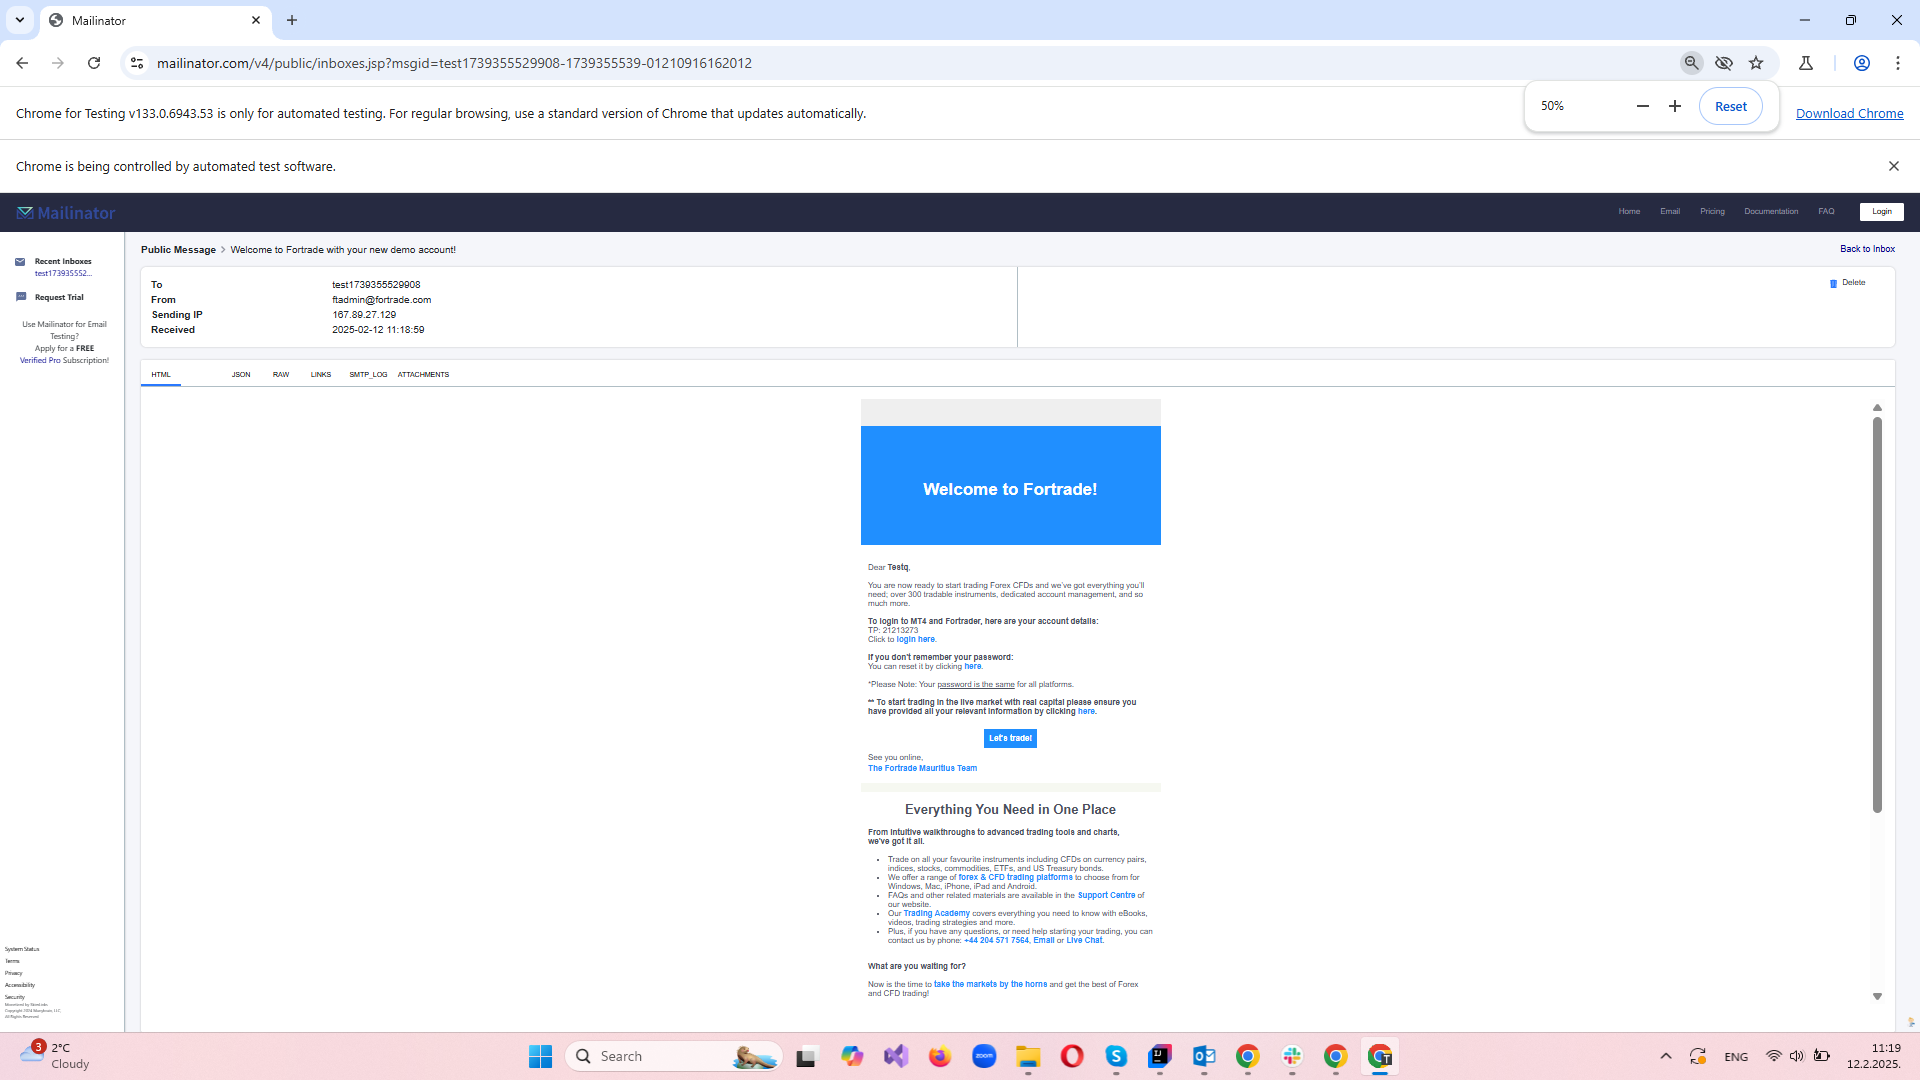 Mailinator
mailinator.com/v4/public/inboxes.jsp?msgid=test1739355529908-1739355539-01210916162012
Chrome for Testing v133.0.6943.53 is only for automated testing. For regular browsing, use a standard version of Chrome that updates automatically.
50%
Reset
Download Chrome
Chrome is being controlled by automated test software.
Mailinator
Home
Email
Pricing
Documentation
FAQ
Login
Recent Inboxes
test173935552...
Request Trial
Use Mailinator for Email
Testing?
Apply for a FREE
Verified Pro Subscription!
Public Message
Welcome to Fortrade with your new demo account!
Back to Inbox
To
test1739355529908
From
ftadmin@fortrade.com
Sending IP
167.89.27.129
Received
2025-02-12 11:18:59
Delete
HTML
JSON
RAW
LINKS
SMTP_LOG
ATTACHMENTS
Welcome to Fortrade!
Dear Testq,
You are now ready to start trading Forex CFDs and we've got everything you'll
need; over 300 tradable instruments, dedicated account management, and so
much more.
To login to MT4 and Fortrader, here are your account details:
TP: 21213273
Click to login here.
If you don't remember your password:
You can reset it by clicking here.
*Please Note: Your password is the same for all platforms.
** To start trading in the live market with real capital please ensure you
have provided all your relevant information by clicking here.
Let's trade!
See you online,
The Fortrade Mauritius Team
Everything You Need in One Place
From intuitive walkthroughs to advanced trading tools and charts,
we've got it all.
Trade on all your favourite instruments including CFDs on currency pairs,
indices, stocks, commodities, ETFs, and US Treasury bonds.
We offer a range of forex & CFD trading platforms to choose from for
Windows, Mac, iPhone, iPad and Android.
FAQs and other related materials are available in the Support Centre of
our website.
Our Trading Academy covers everything you need to know with eBooks,
videos, trading strategies and more.
Plus, if you have any questions, or need help starting your trading, you can
contact us by phone: +44 204 571 7564, Email or Live Chat.
What are you waiting for?
Now is the time to take the markets by the horns and get the best of Forex
and CFD trading!
System Status
Terms
Privacy
Accessibility
Security
All Rights Reserved.
3
2°C
Cloudy
Search
zoom
ENG
11:19
12.2.2025.